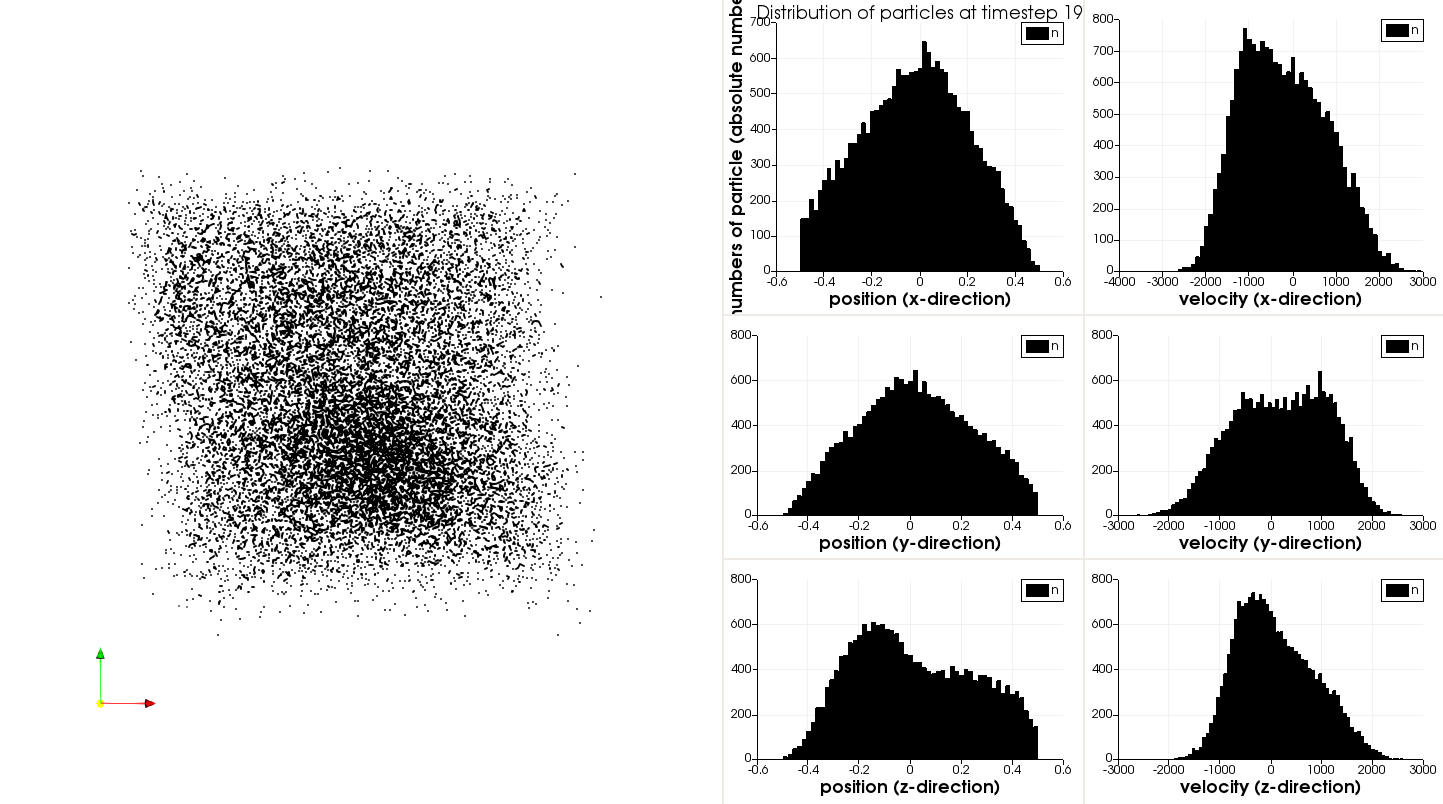 Distribution of particles at timestep 19
numbers of particle (absolute numbe
700
600
500
400
300
200
100
0
-0.6 -0.4 -0.2 0 0.2 0.4 0.6
position (x-direction)
n
800
700
600
500
400
300
200
100
0
-4000 -3000 -2000 -1000 0 1000 2000 3000
velocity (x-direction)
n
800
600
400
200
0
-0.6 -0.4 -0.2 0 0.2 0.4 0.6
position (y-direction)
n
800
600
400
200
0
-3000 -2000 -1000 0 1000 2000 3000
velocity (y-direction)
n
800
600
400
200
0
-0.6 -0.4 -0.2 0 0.2 0.4 0.6
position (z-direction)
n
800
600
400
200
0
-3000 -2000 -1000 0 1000 2000 3000
velocity (z-direction)
n